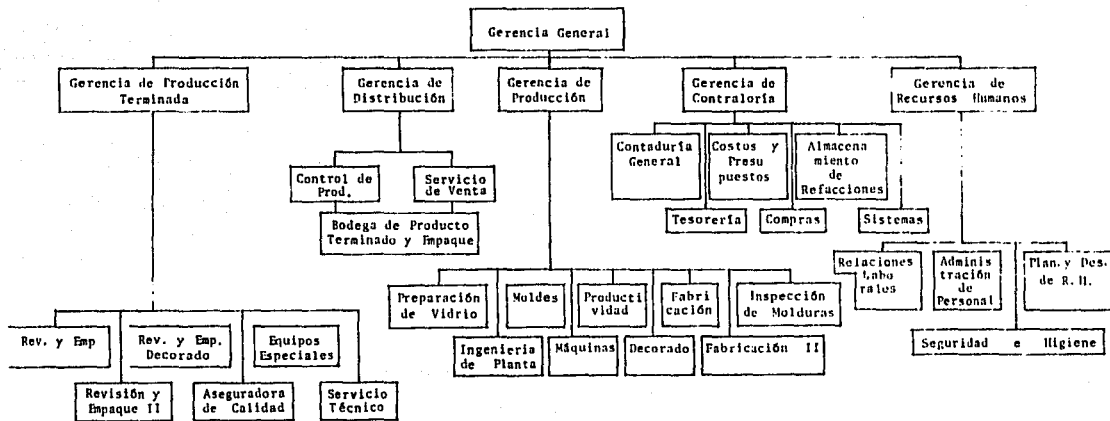 Gerencia General
Gerencia de Producción
Terminada
Gerencia de
Distribución
Gerencia de
Producción
Gerencia de
Contraloría
Gerencia de
Recursos Humanos
Contaduría
General
Costos y
Presu
puestos
Almacena
miento
de
Refacciones
Tesorería
Compras
Sistemas
Control de
Prod.
Servicio
de Venta
Bodega de Producto
Terminado y Empaque
Relaciones
Labo
rales
Adminis
tración de
Personal
Plan. y Des.
de R.H.
Seguridad e Higiene
Preparación
de Vidrio
Moldes
Producti
vidad
Fabri
cación
Inspección
de Molduras
Ingeniería
de Planta
Máquinas
Decorado
Fabricación II
Rev. y Emp
Rev. y Emp.
Decorado
Equipos
Especiales
Revisión y
Empaque II
Aseguradora
de Calidad
Servicio
Técnico